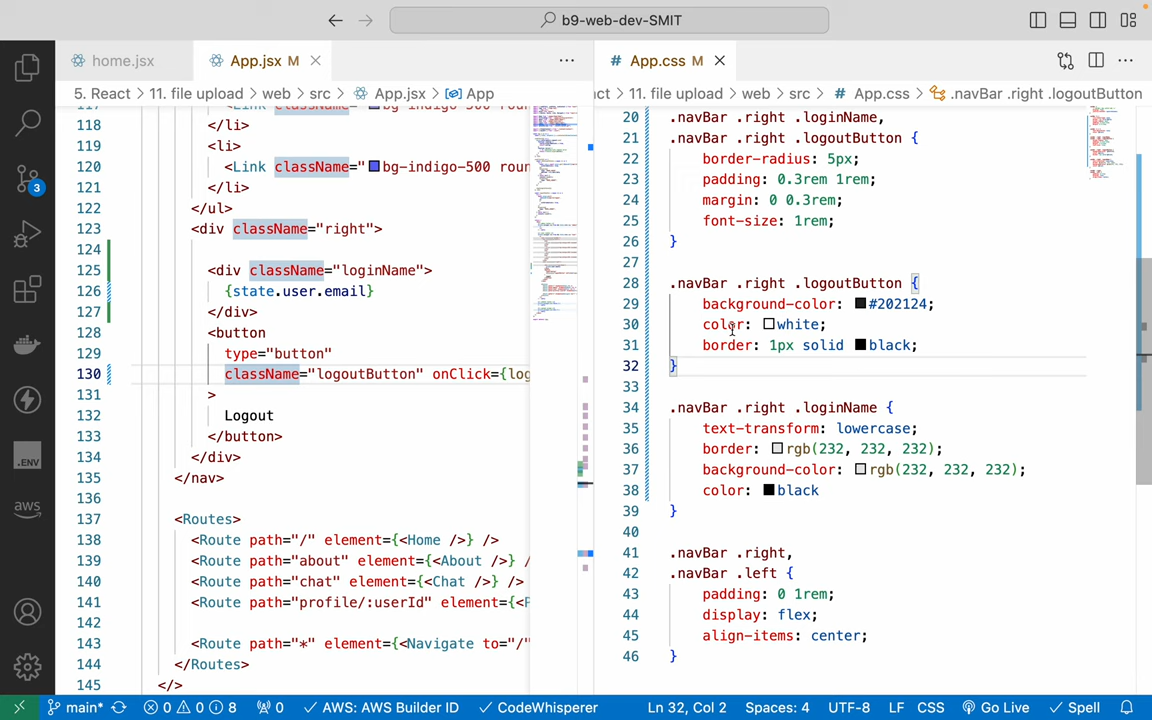 b9-web-dev-SMIT
home.jsx
App.jsx M
# App.css M
5. React > 11. file upload > web > src > App.jsx > App
ct > 11. file upload > web > src > # App.css > .navBar .right .logoutButton
118 </li>
119 <li>
120 <Link className="bg-indigo-500 roun
121 </li>
122 </ul>
123 <div className="right">
124
125 <div className="loginName">
126 {state.user.email}
127 </div>
128 <button
129 type="button"
130 className="logoutButton" onClick={log
131 >
132 Logout
133 </button>
134 </div>
135 </nav>
136
137 <Routes>
138 <Route path="/" element={<Home />} />
139 <Route path="about" element={<About />} /
140 <Route path="chat" element={<Chat />} />
141 <Route path="profile/:userId" element={<P
142
143 <Route path="*" element={<Navigate to="/"
144 </Routes>
145 </>
20 .navBar .right .loginName,
21 .navBar .right .logoutButton {
22 border-radius: 5px;
23 padding: 0.3rem 1rem;
24 margin: 0 0.3rem;
25 font-size: 1rem;
26 }
27
28 .navBar .right .logoutButton {
29 background-color: #202124;
30 color: white;
31 border: 1px solid black;
32 }
33
34 .navBar .right .loginName {
35 text-transform: lowercase;
36 border: rgb(232, 232, 232);
37 background-color: rgb(232, 232, 232);
38 color: black
39 }
40
41 .navBar .right,
42 .navBar .left {
43 padding: 0 1rem;
44 display: flex;
45 align-items: center;
46 }
3
.ENV
aws
main* 0 0 8 0 AWS: AWS Builder ID CodeWhisperer Ln 32, Col 2 Spaces: 4 UTF-8 LF CSS Go Live Spell